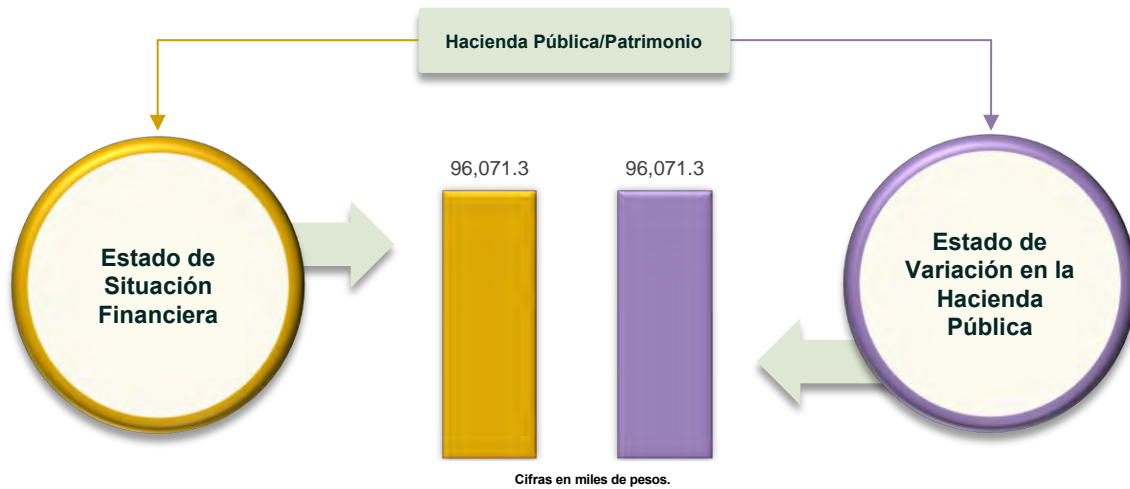 Hacienda Pública/Patrimonio
96,071.3
96,071.3
Estado de
Situación
Financiera
Estado de
Variación en la
Hacienda
Pública
Cifras en miles de pesos.